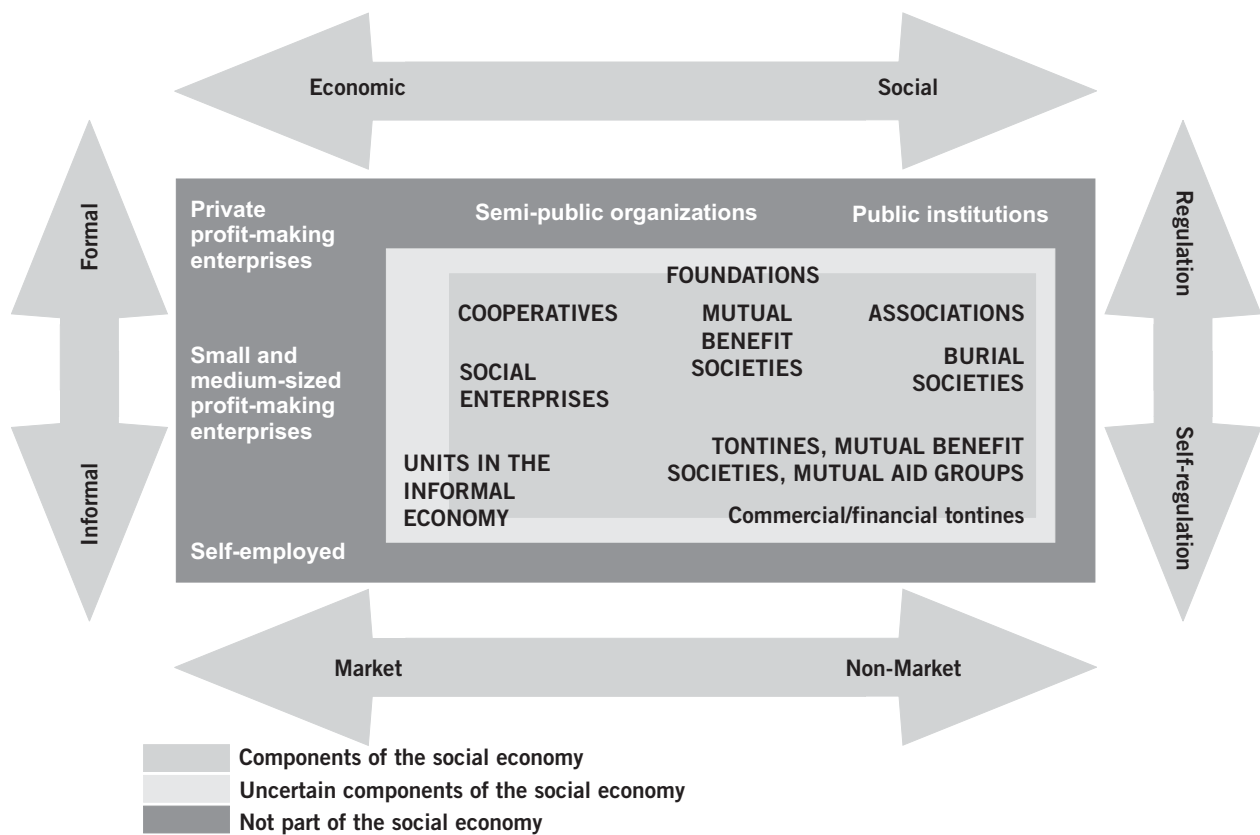 Economic
Social
Formal
Informal
Regulation
Self-regulation
Private
profit-making
enterprises
Semi-public organizations
Public institutions
FOUNDATIONS
COOPERATIVES
MUTUAL
BENEFIT
SOCIETIES
ASSOCIATIONS
Small and
medium-sized
profit-making
enterprises
SOCIAL
ENTERPRISES
BURIAL
SOCIETIES
UNITS IN THE
INFORMAL
ECONOMY
TONTINES, MUTUAL BENEFIT
SOCIETIES, MUTUAL AID GROUPS
Commercial/financial tontines
Self-employed
Market
Non-Market
Components of the social economy
Uncertain components of the social economy
Not part of the social economy